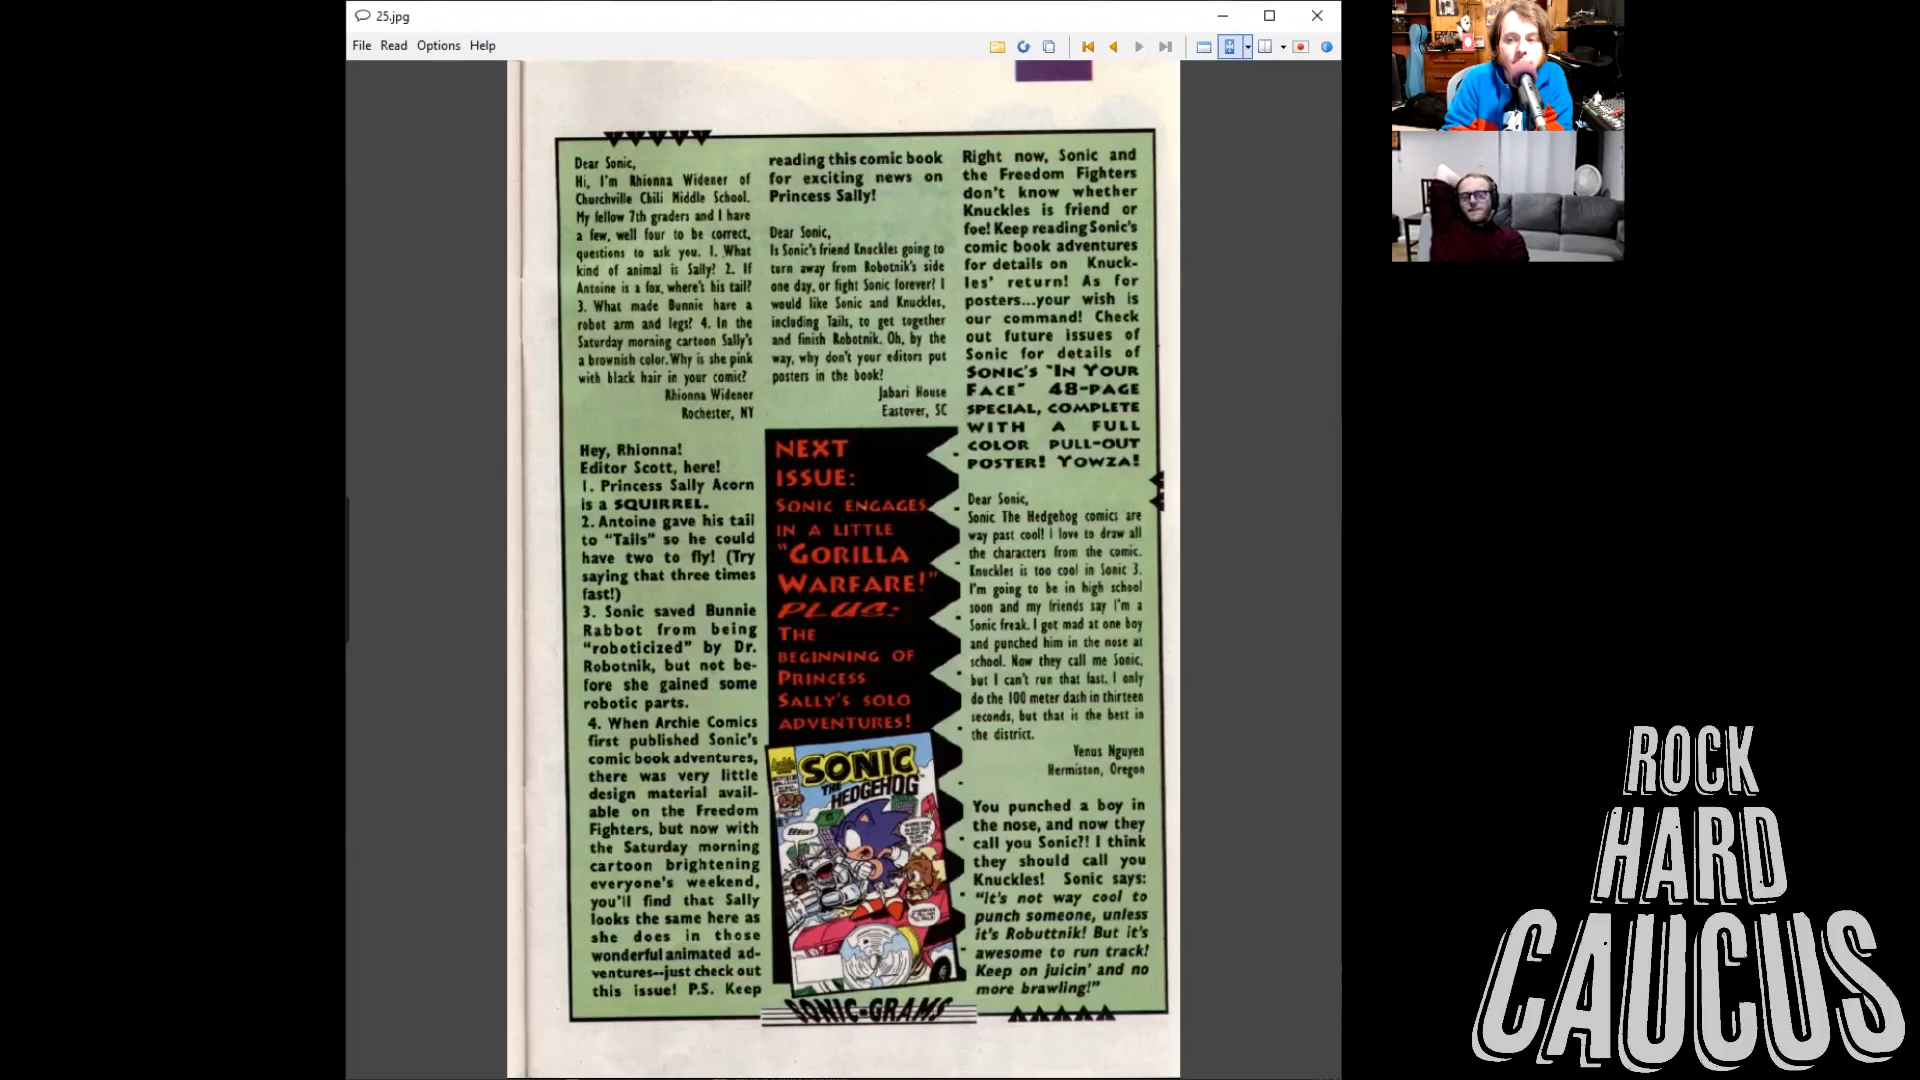 25.jpg
File Read Options Help
Dear Sonic,
Hi, I'm Rhionna Widener of
Churchville Chili Middle School.
My fellow 7th graders and I have
a few, well four to be correct,
questions to ask you. 1. What
kind of animal is Sally? 2. If
Antoine is a fox, where's his tail?
3. What made Bunnie have a
robot arm and legs? 4. In the
Saturday morning cartoon Sally's
a brownish color. Why is she pink
with black hair in your comic?
Rhionna Widener
Rochester, NY
Hey, Rhionna!
Editor Scott, here!
1. Princess Sally Acorn
is a SQUIRREL.
2. Antoine gave his tail
to "Tails" so he could
have two to fly! (Try
saying that three times
fast!)
3. Sonic saved Bunnie
Rabbot from being
"roboticized" by Dr.
Robotnik, but not be-
fore she gained some
robotic parts.
4. When Archie Comics
first published Sonic's
comic book adventures,
there was very little
design material avail-
able on the Freedom
Fighters, but now with
the Saturday morning
cartoon brightening
everyone's weekend,
you'll find that Sally
looks the same here as
she does in those
wonderful animated ad-
ventures--just check out
this issue! P.S. Keep
reading this comic book
for exciting news on
Princess Sally!
Dear Sonic,
Is Sonic's friend Knuckles going to
turn away from Robotnik's side
one day, or fight Sonic forever? I
would like Sonic and Knuckles,
including Tails, to get together
and finish Robotnik. Oh, by the
way, why don't your editors put
posters in the book?
Jabari House
Eastover, SC
NEXT
ISSUE:
SONIC ENGAGES
IN A LITTLE
"GORILLA
WARFARE!"
PLUS:
THE
BEGINNING OF
PRINCESS
SALLY'S SOLO
ADVENTURES!
SONIC
THE
HEDGEHOG
SONIC-GRAMS
Right now, Sonic and
the Freedom Fighters
don't know whether
Knuckles is friend or
foe! Keep reading Sonic's
comic book adventures
for details on Knuck-
les' return! As for
posters...your wish is
our command! Check
out future issues of
Sonic for details of
SONIC'S "IN YOUR
FACE" 48-PAGE
SPECIAL, COMPLETE
WITH A FULL
COLOR PULL-OUT
POSTER! YOWZA!
Dear Sonic,
Sonic The Hedgehog comics are
way past cool! I love to draw all
the characters from the comic.
Knuckles is too cool in Sonic 3.
I'm going to be in high school
soon and my friends say I'm a
Sonic freak. I got mad at one boy
and punched him in the nose at
school. Now they call me Sonic,
but I can't run that fast. I only
do the 100 meter dash in thirteen
seconds, but that is the best in
the district.
Venus Nguyen
Hermiston, Oregon
You punched a boy in
the nose, and now they
call you Sonic?! I think
they should call you
Knuckles! Sonic says:
"It's not way cool to
punch someone, unless
it's Robuttnik! But it's
awesome to run track!
Keep on juicin' and no
more brawling!"
ROCK
HARD
CAUCUS